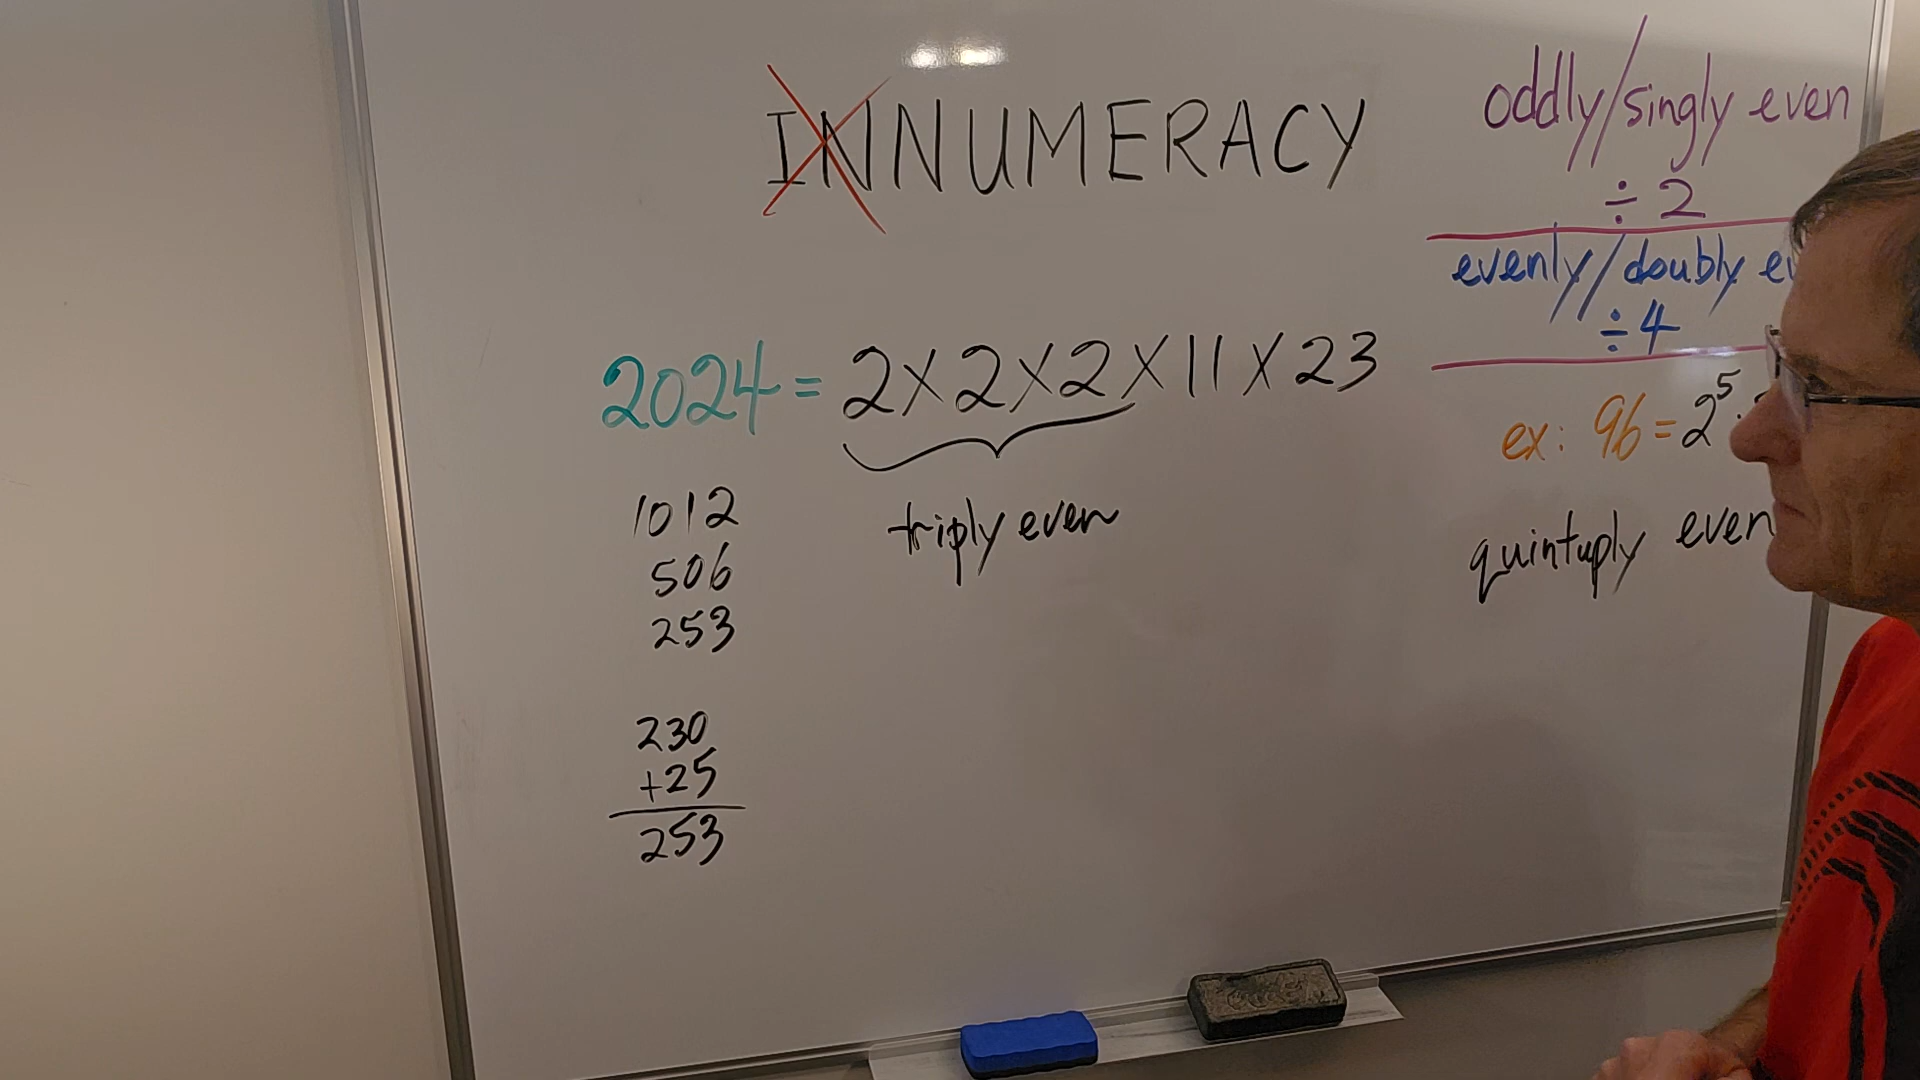 INNUMERACY
2024 = 2 X 2 X 2 X 11 X 23
1012
506
253
triply even
230
+25
253
oddly/singly even
÷ 2
evenly/doubly
÷4
ex: 96 = 2⁵ ·
quintuply even